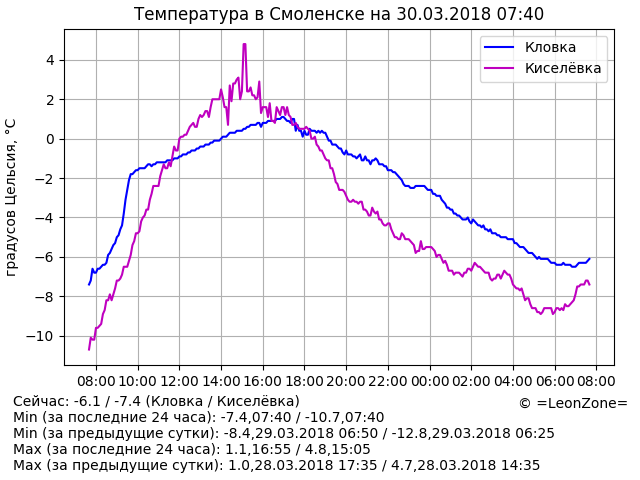 Температура в Смоленске на 30.03.2018 07:40
Кловка
Киселёвка
градусов Цельсия, °C
4
2
0
−2
−4
−6
−8
−10
08:00 10:00 12:00 14:00 16:00 18:00 20:00 22:00 00:00 02:00 04:00 06:00 08:00
Сейчас: -6.1 / -7.4 (Кловка / Киселёвка)
© =LeonZone=
Min (за последние 24 часа): -7.4,07:40 / -10.7,07:40
Min (за предыдущие сутки): -8.4,29.03.2018 06:50 / -12.8,29.03.2018 06:25
Max (за последние 24 часа): 1.1,16:55 / 4.8,15:05
Max (за предыдущие сутки): 1.0,28.03.2018 17:35 / 4.7,28.03.2018 14:35